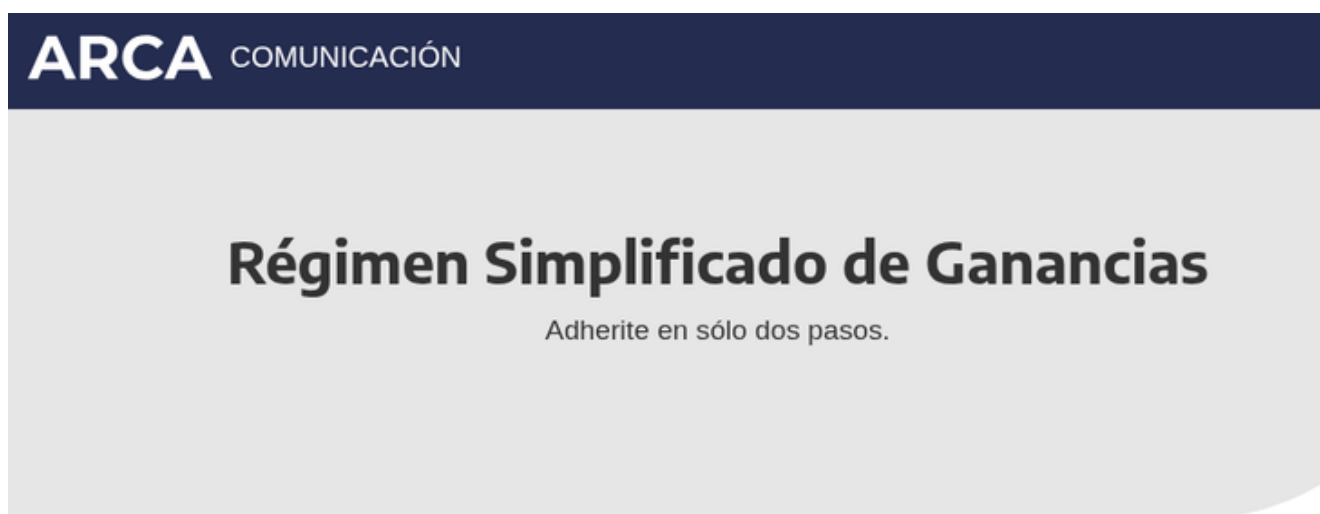 ARCA COMUNICACIÓN
Régimen Simplificado de Ganancias
Adherite en sólo dos pasos.